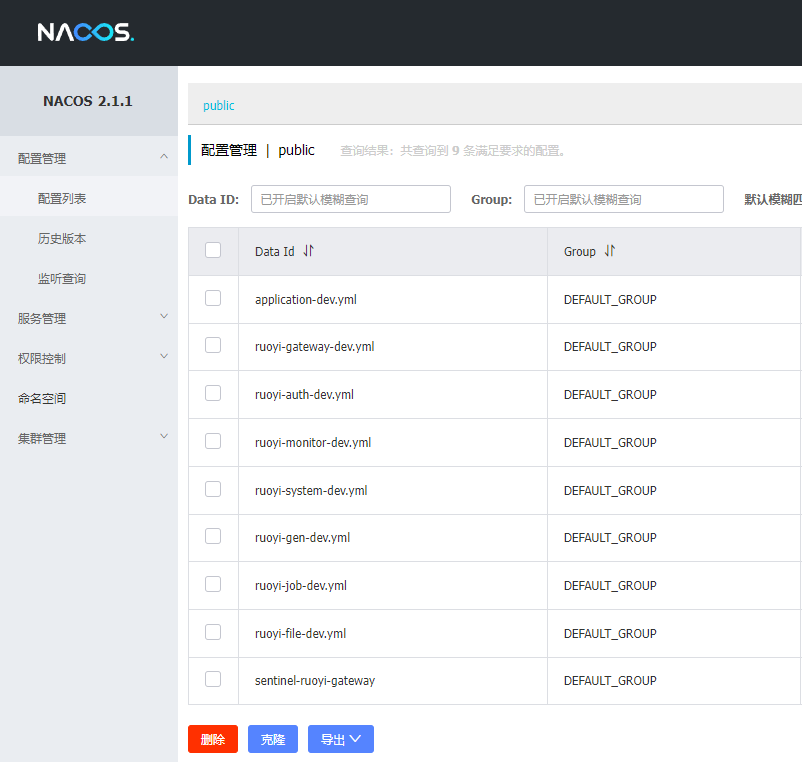 NACOS.
NACOS 2.1.1
配置管理
配置列表
历史版本
监听查询
服务管理
权限控制
命名空间
集群管理
public
配置管理 | public 查询结果：共查询到 9 条满足要求的配置。
Data ID: 已开启默认模糊查询 Group: 已开启默认模糊查询 默认模糊匹
Data Id Group
application-dev.yml DEFAULT_GROUP
ruoyi-gateway-dev.yml DEFAULT_GROUP
ruoyi-auth-dev.yml DEFAULT_GROUP
ruoyi-monitor-dev.yml DEFAULT_GROUP
ruoyi-system-dev.yml DEFAULT_GROUP
ruoyi-gen-dev.yml DEFAULT_GROUP
ruoyi-job-dev.yml DEFAULT_GROUP
ruoyi-file-dev.yml DEFAULT_GROUP
sentinel-ruoyi-gateway DEFAULT_GROUP
删除 克隆 导出